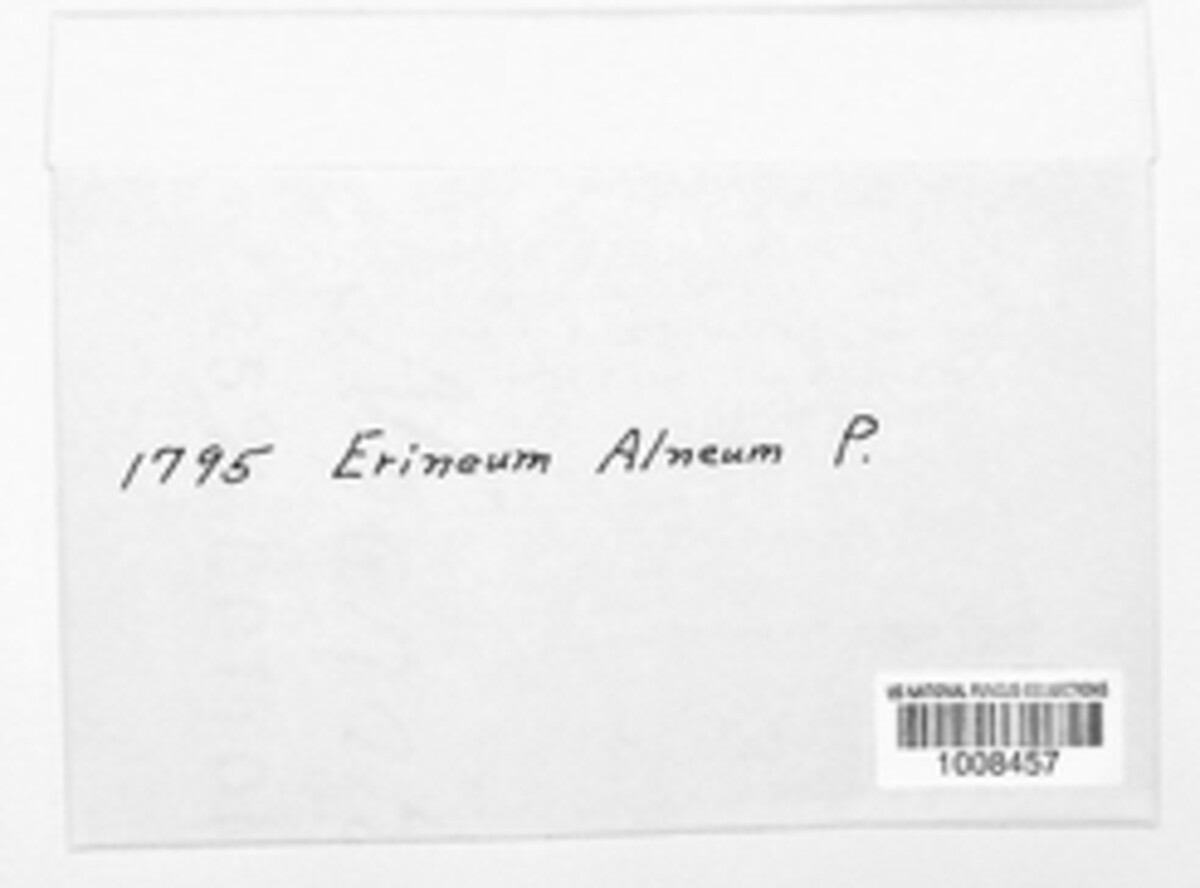 1795 Erineum Alneum P.
US NATIONAL FUNGUS COLLECTIONS
1008457